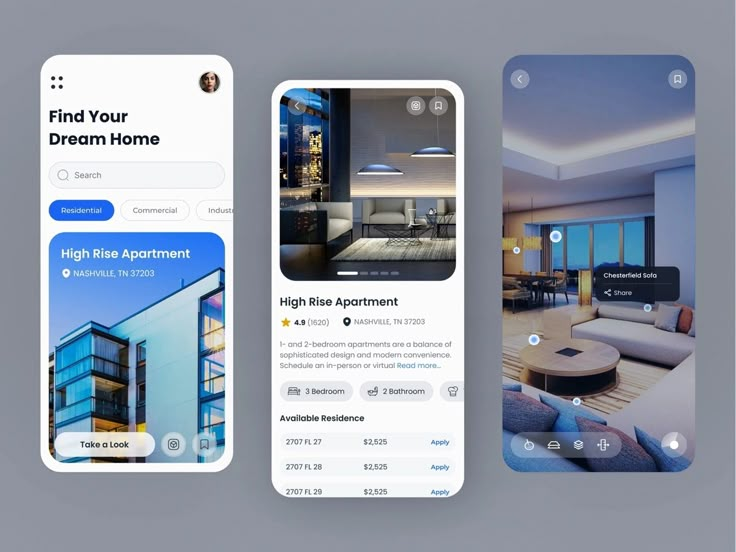 Find Your
Dream Home
Search
Residential
Commercial
Industr
High Rise Apartment
NASHVILLE, TN 37203
Take a Look
High Rise Apartment
4.9 (1620)
NASHVILLE, TN 37203
1- and 2-bedroom apartments are a balance of
sophisticated design and modern convenience.
Schedule an in-person or virtual Read more...
3 Bedroom
2 Bathroom
Available Residence
2707 FL 27 $2,525 Apply
2707 FL 28 $2,525 Apply
2707 FL 29 $2,525 Apply
Chesterfield Sofa
Share